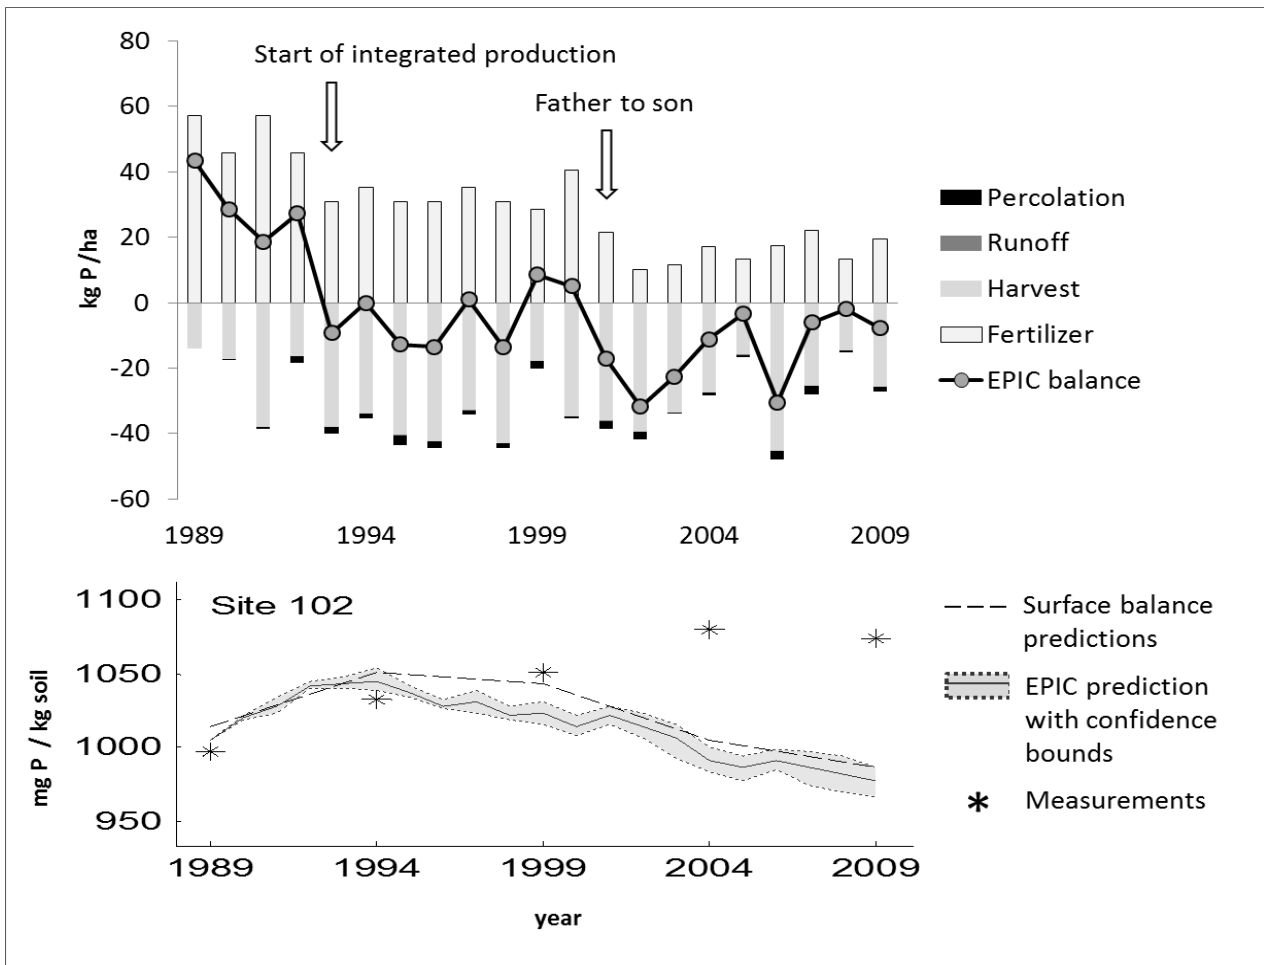 80
60
40
20
0
-20
-40
-60
kg P /ha
Start of integrated production
Father to son
Percolation
Runoff
Harvest
Fertilizer
EPIC balance
1989
1994
1999
2004
2009
1100
1050
1000
950
mg P / kg soil
Site 102
Surface balance
predictions
EPIC prediction
with confidence
bounds
Measurements
1989
1994
1999
2004
2009
year